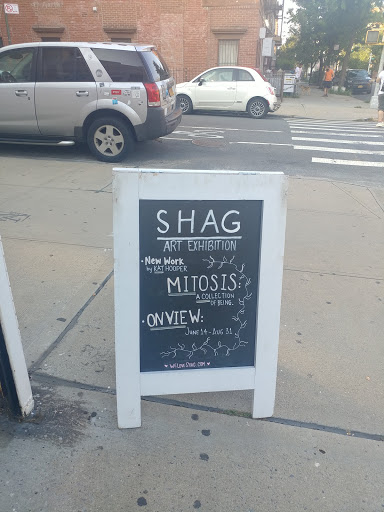 SHAG
ART EXHIBITION
• New Work
by KAT HOOPER
MITOSIS:
A COLLECTION
OF BEING.
• ON VIEW:
JUNE 14 - AUG 31